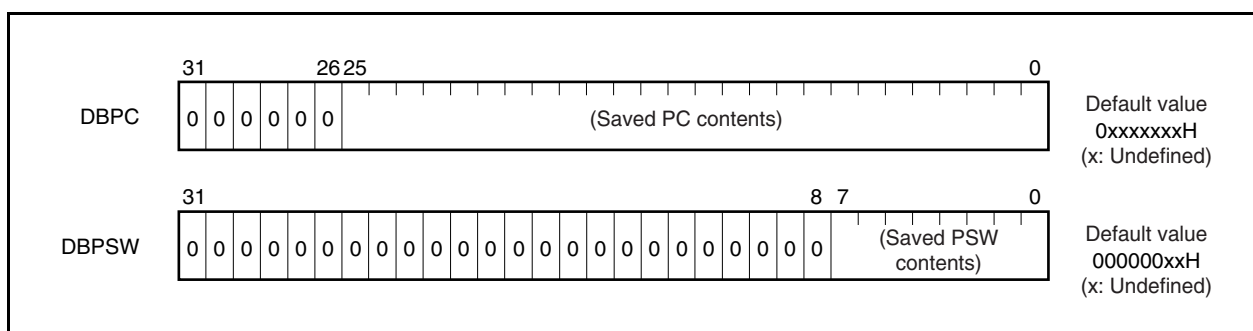 31 26 25 0
DBPC 0 0 0 0 0 0 (Saved PC contents) Default value
0xxxxxxxH
(x: Undefined)
31 8 7 0
DBPSW 0 0 0 0 0 0 0 0 0 0 0 0 0 0 0 0 0 0 0 0 0 0 0 0 (Saved PSW
contents) Default value
000000xxH
(x: Undefined)